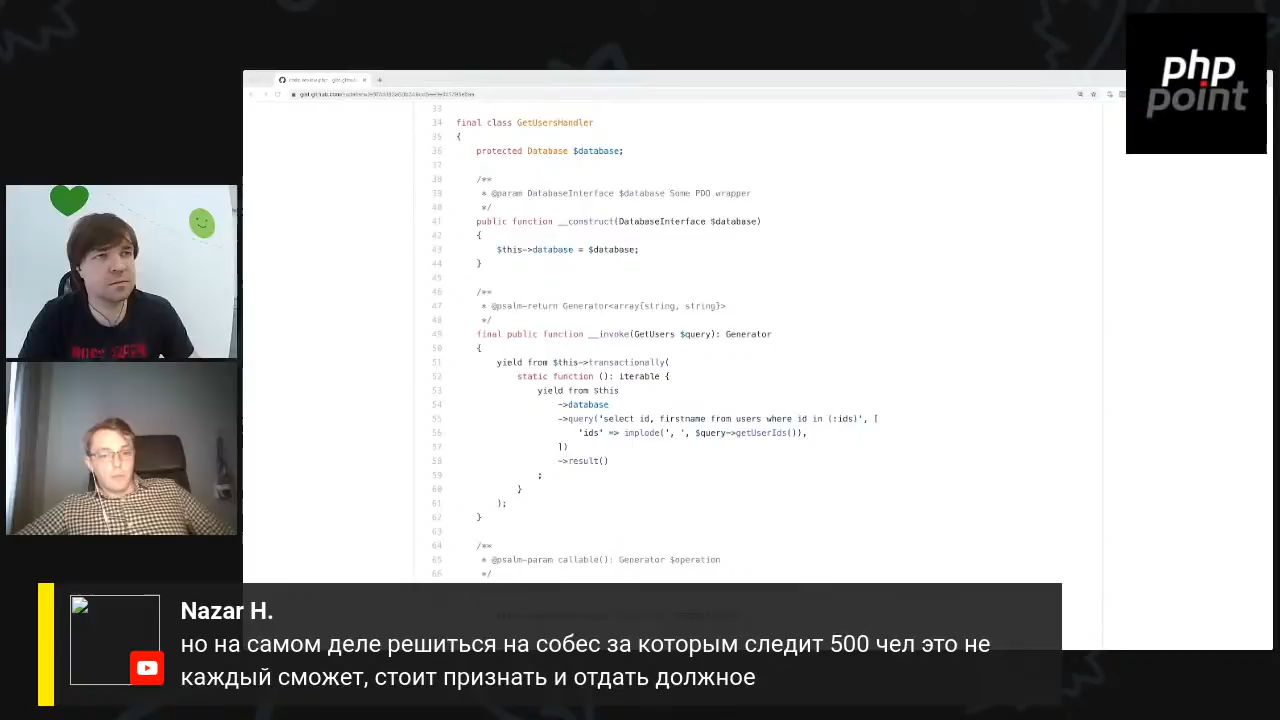 php
point
33
34 final class GetUsersHandler
35 {
36 protected Database $database;
37
38 /**
39 * @param DatabaseInterface $database Some PDO wrapper
40 */
41 public function __construct(DatabaseInterface $database)
42 {
43 $this->database = $database;
44 }
45
46 /**
47 * @psalm-return Generator<array{string, string}>
48 */
49 final public function __invoke(GetUsers $query): Generator
50 {
51 yield from $this->transactionally(
52 static function (): iterable {
53 yield from $this
54 ->database
55 ->query('select id, firstname from users where id in (:ids)', [
56 'ids' => implode(', ', $query->getUserIds()),
57 ])
58 ->result()
59 ;
60 }
61 );
62 }
63
64 /**
65 * @psalm-param callable(): Generator $operation
66 */
Nazar H.
но на самом деле решиться на собес за которым следит 500 чел это не
каждый сможет, стоит признать и отдать должное